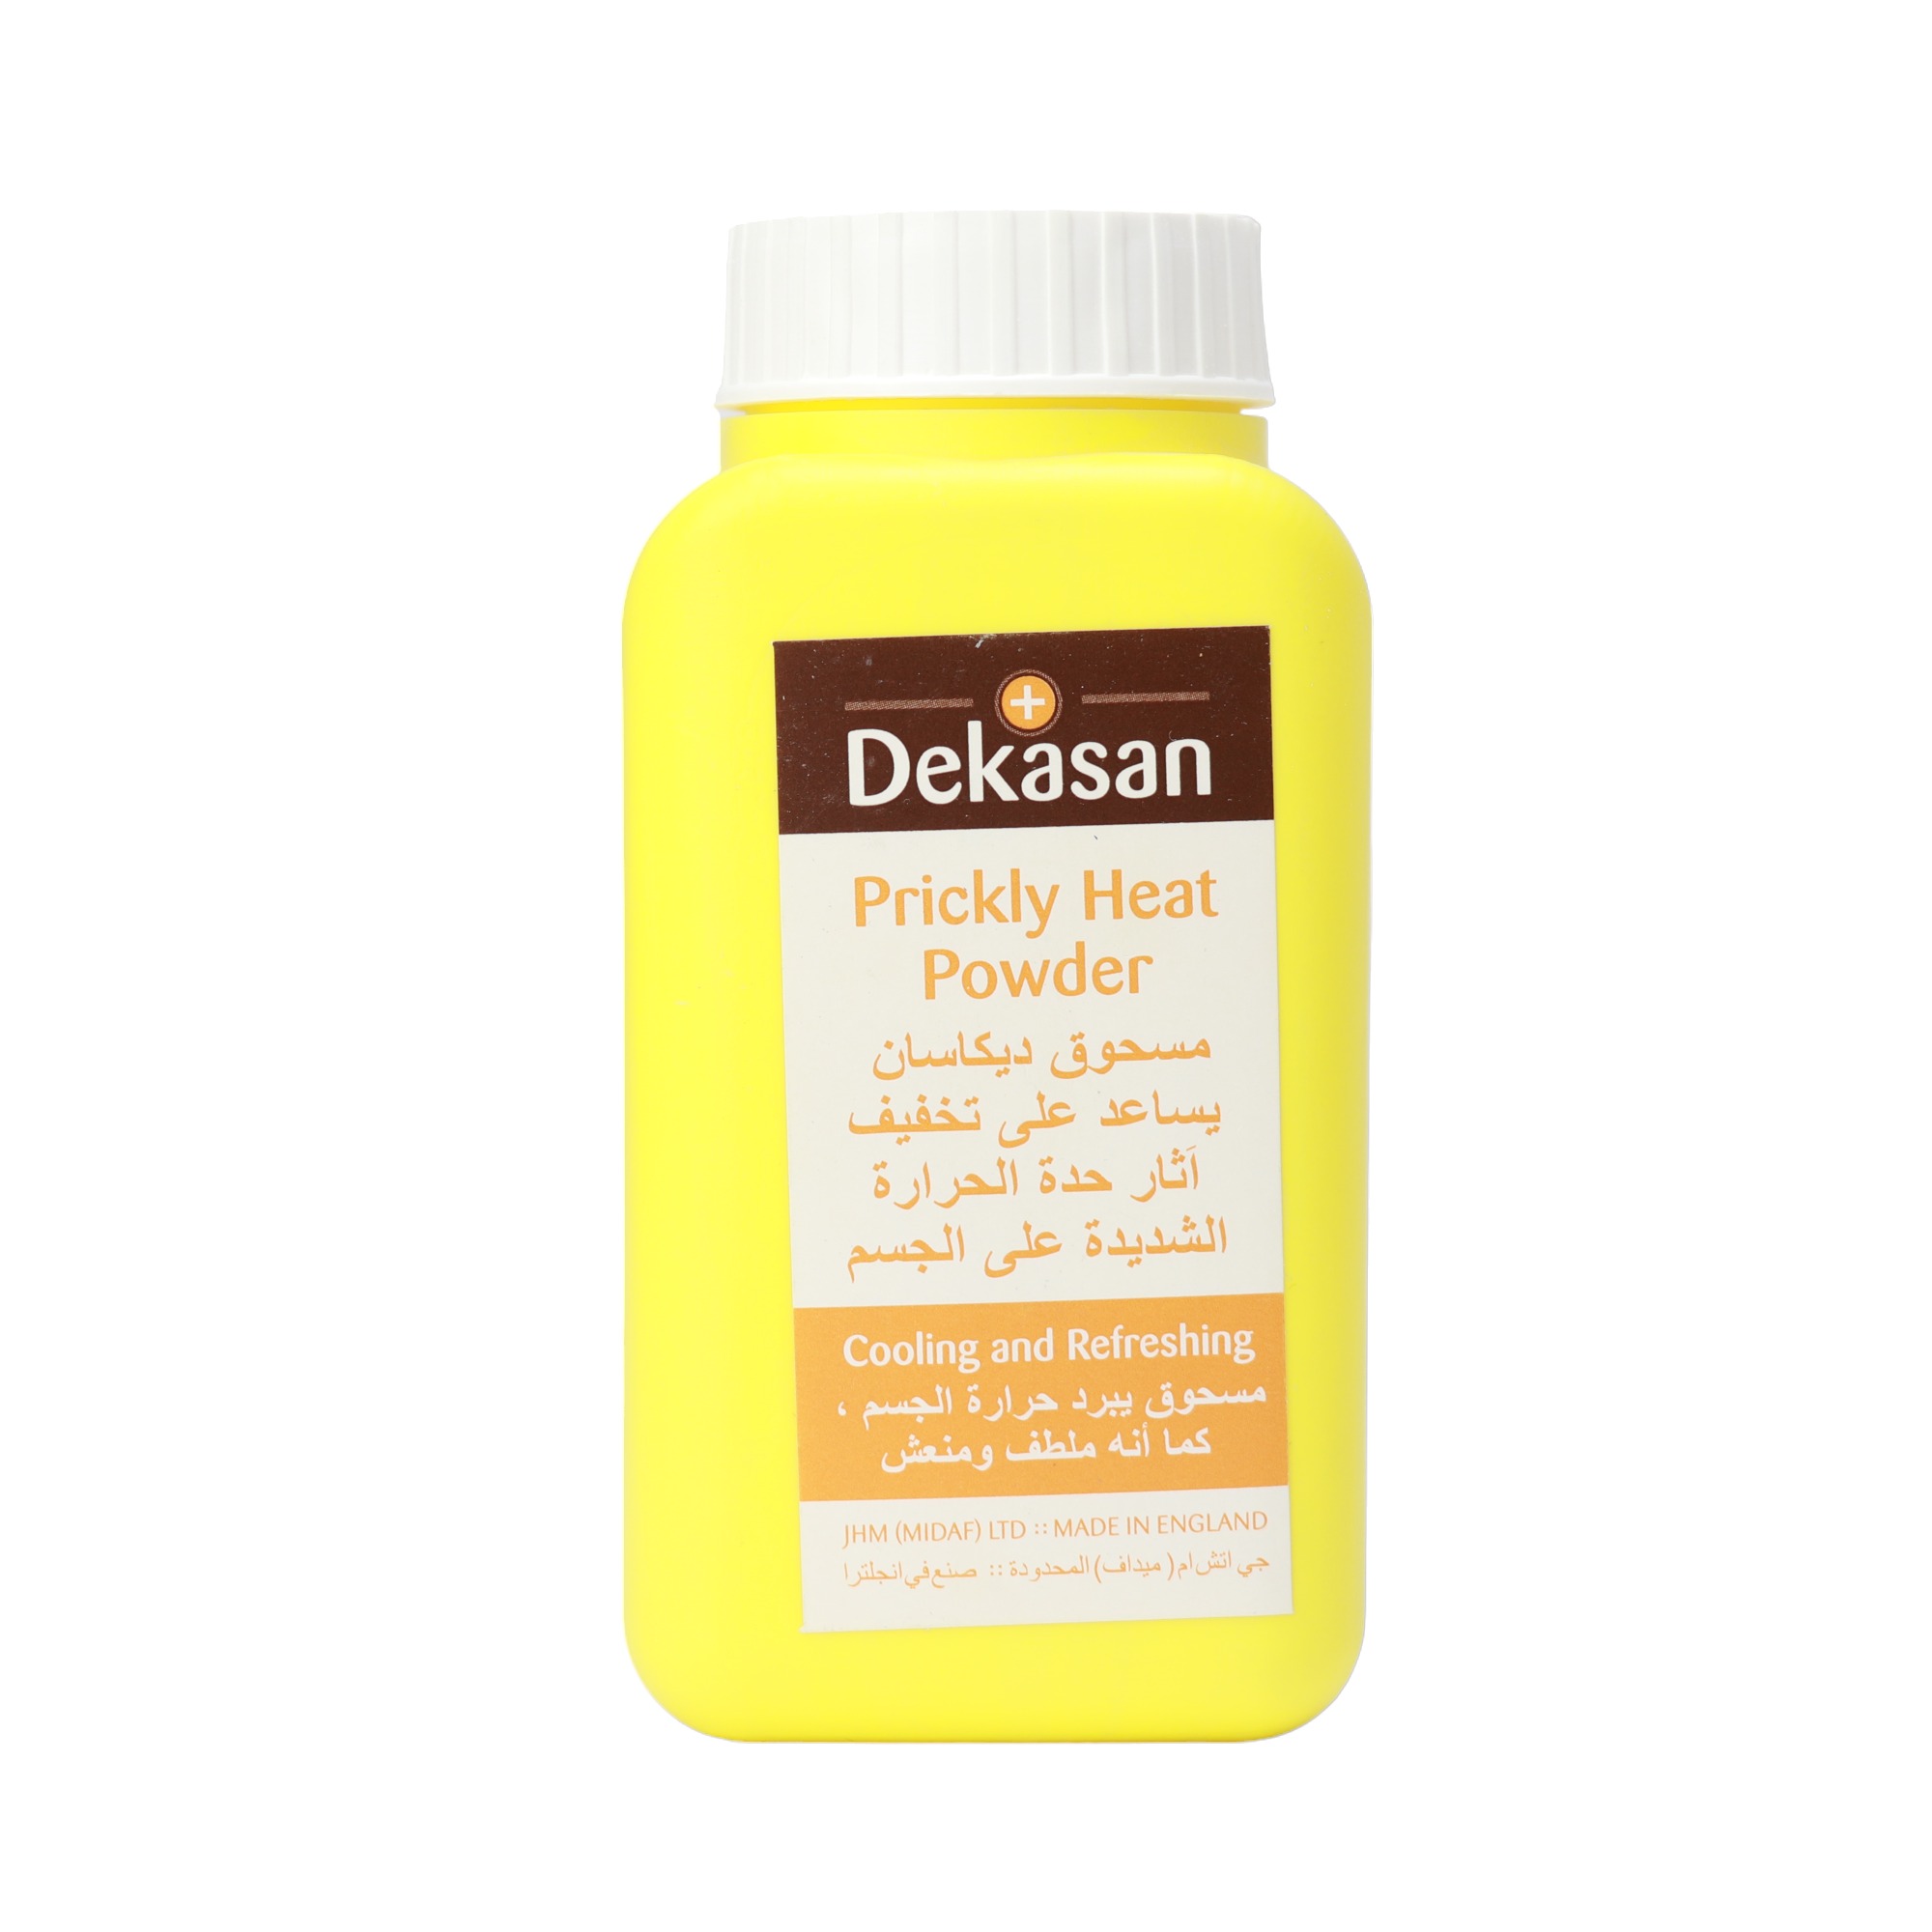 Dekasan
Prickly Heat
Powder
مسحوق ديكاسان
يساعد على تخفيف
آثار حدة الحرارة
الشديدة على الجسم
Cooling and Refreshing
مسحوق يبرد حرارة الجسم ،
كما أنه ملطف ومنعش
JHM (MIDAF) LTD :: MADE IN ENGLAND
جي اتش ام (ميداف) المحدودة :: صنع في انجلترا